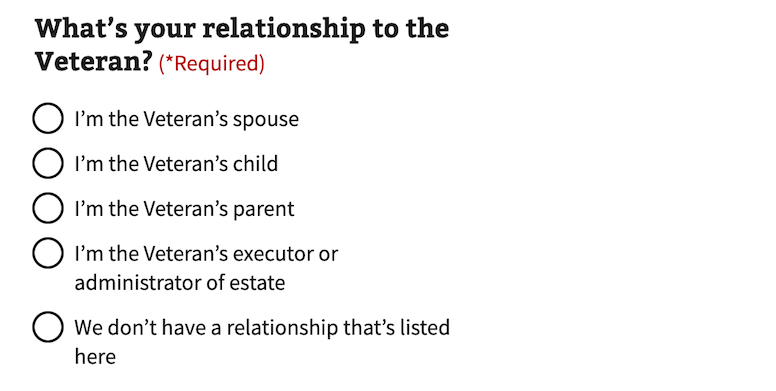 What’s your relationship to the
Veteran? (*Required)
I’m the Veteran’s spouse
I’m the Veteran’s child
I’m the Veteran’s parent
I’m the Veteran’s executor or
administrator of estate
We don’t have a relationship that’s listed
here